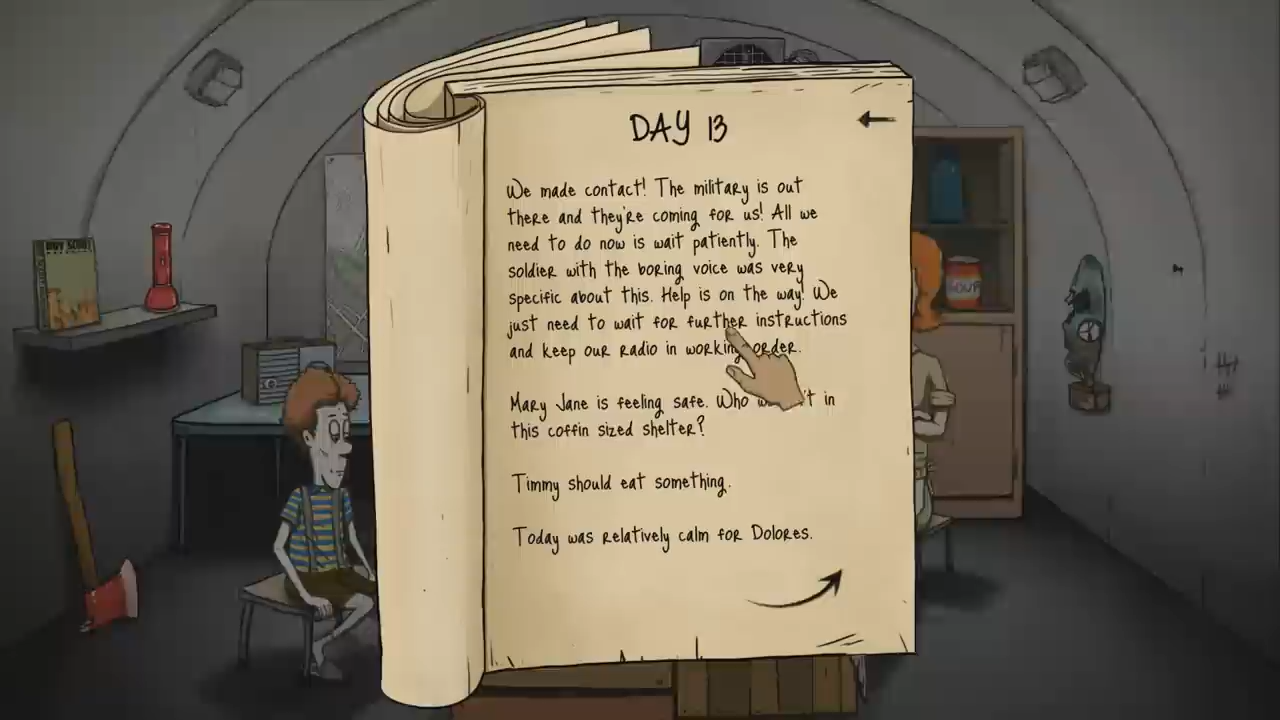 DAY 13
We made contact! The military is out
there and they're coming for us! All we
need to do now is wait patiently. The
soldier with the boring voice was very
specific about this. Help is on the way! We
just need to wait for further instructions
and keep our radio in working order.
Mary Jane is feeling safe. Who in
this coffin sized shelter?
Timmy should eat something.
Today was relatively calm for Dolores.
BOY SCOUT
SOUP